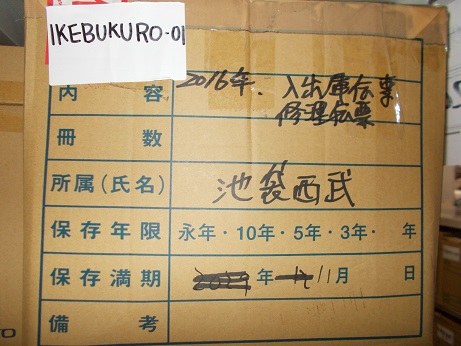 IKEBUKURO-01
内容 2016年、入出庫伝票
修理伝票
冊数
所属(氏名) 池袋西武
保存年限 永年・10年・5年・3年・ 年
保存満期 年 11月 日
備考